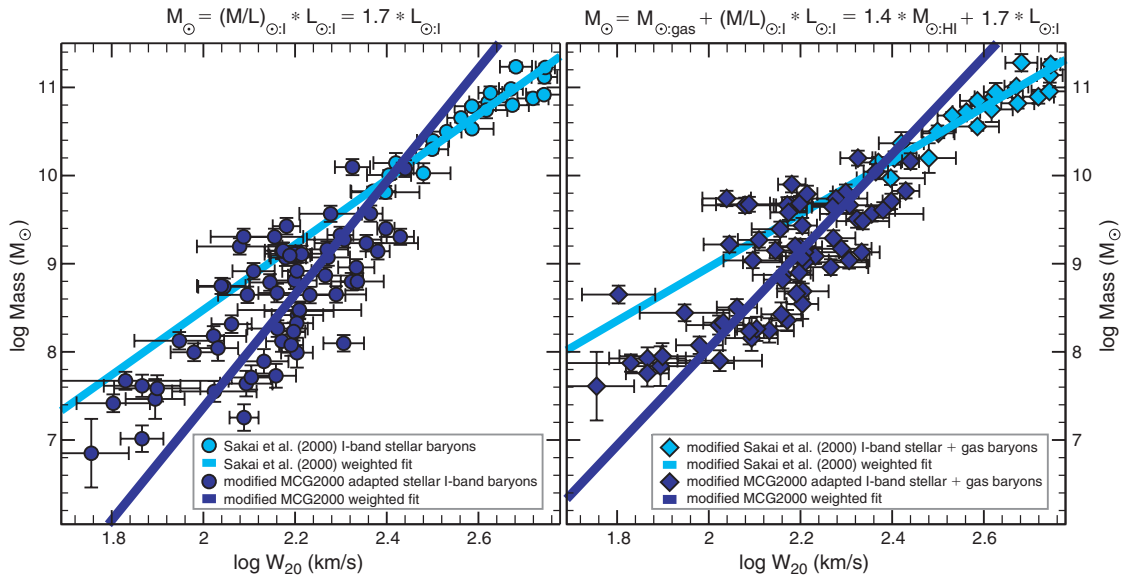 M⊙ = (M/L)⊙:I * L⊙:I = 1.7 * L⊙:I
M⊙ = M⊙:gas + (M/L)⊙:I * L⊙:I = 1.4 * M⊙:HI + 1.7 * L⊙:I
log Mass (M⊙)
11
10
9
8
7
1.8
2
2.2
2.4
2.6
log W20 (km/s)
Sakai et al. (2000) I-band stellar baryons
Sakai et al. (2000) weighted fit
modified MCG2000 adapted stellar I-band baryons
modified MCG2000 weighted fit
1.8
2
2.2
2.4
2.6
log W20 (km/s)
modified Sakai et al. (2000) I-band stellar + gas baryons
modified Sakai et al. (2000) weighted fit
modified MCG2000 adapted I-band stellar + gas baryons
modified MCG2000 weighted fit
11
10
9
8
7
log Mass (M⊙)